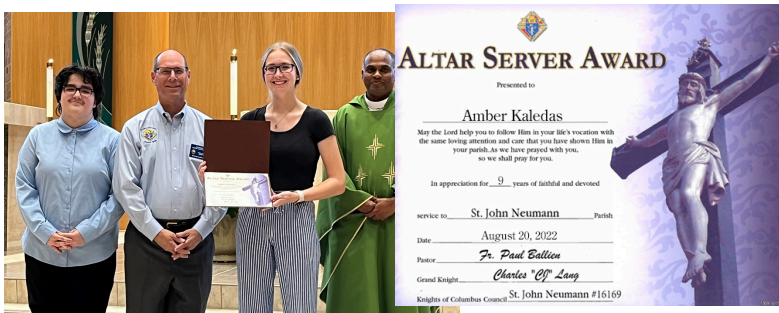 ALTAR SERVER AWARD
Presented to
Amber Kaledas
May the Lord help you to follow Him in your life's vocation with
the same loving attention and care that you have shown Him in
your parish. As we have prayed with you,
so we shall pray for you.
In appreciation for 9 years of faithful and devoted
service to St. John Neumann Parish
Date August 20, 2022
Pastor Fr. Paul Ballien
Grand Knight Charles "CJ" Lang
Knights of Columbus Council St. John Neumann #16169
ALTAR SERVER AWARD